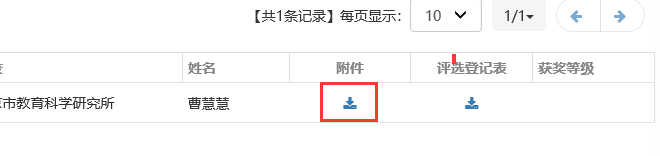 【共1条记录】每页显示： 10 1/1
姓名 附件 评选登记表 获奖等级
市教育科学研究所 曹慧慧